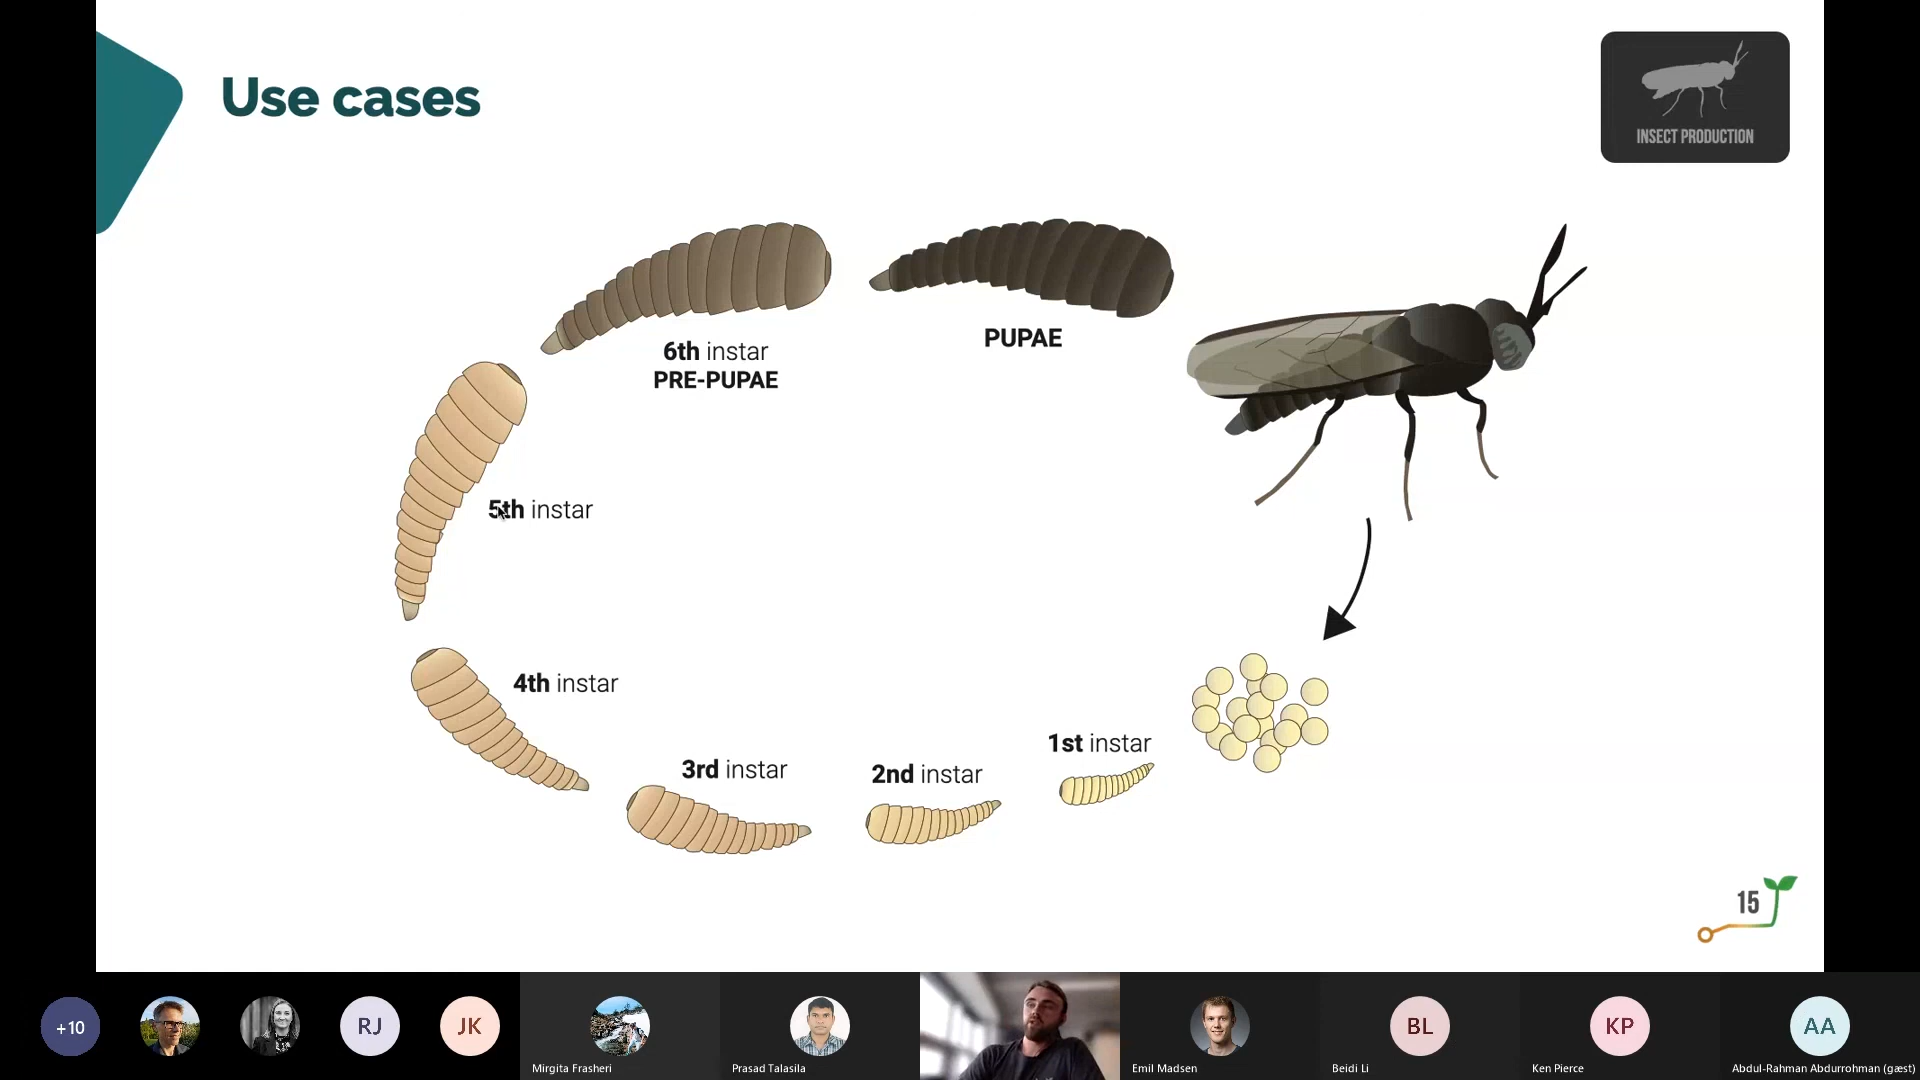 Use cases
INSECT PRODUCTION
6th instar
PRE-PUPAE
PUPAE
5th instar
4th instar
3rd instar
2nd instar
1st instar
15
+10
RJ
JK
Mirgita Frasheri
Prasad Talasila
Emil Madsen
BL
Beidi Li
KP
Ken Pierce
AA
Abdul-Rahman Abdurrohman (gæst)